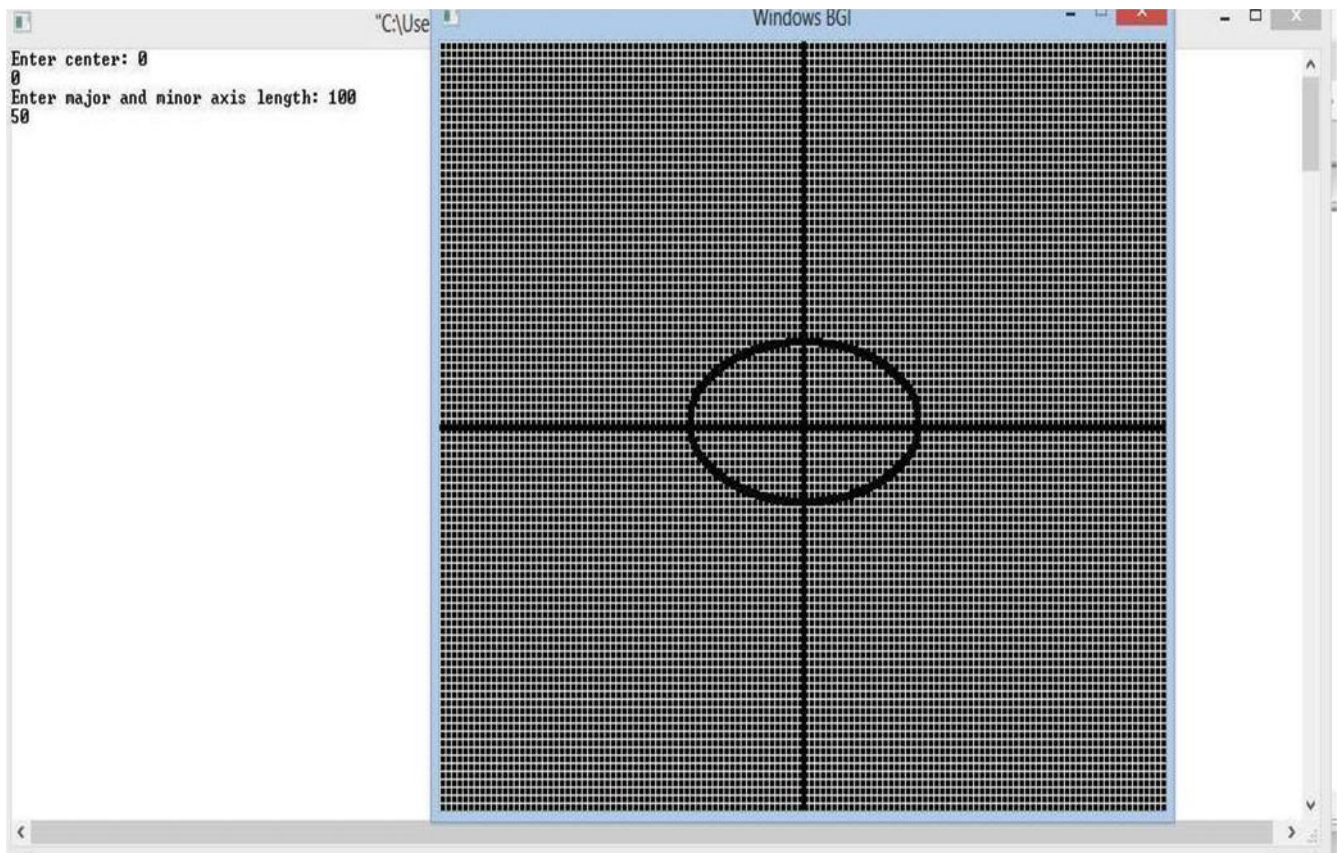 "C:\Use
Windows BGI
Enter center: 0
0
Enter major and minor axis length: 100
50